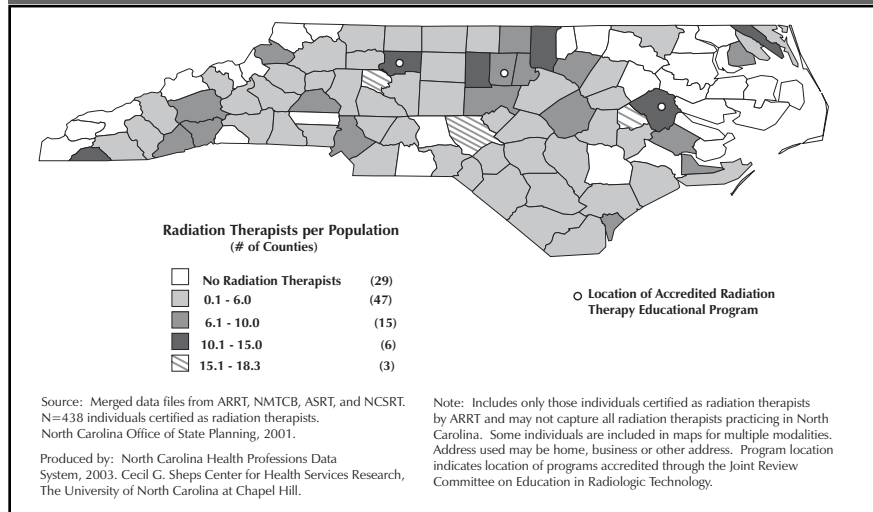 Radiation Therapists per Population
(# of Counties)
No Radiation Therapists (29)
0.1 - 6.0 (47)
6.1 - 10.0 (15)
10.1 - 15.0 (6)
15.1 - 18.3 (3)
Location of Accredited Radiation
Therapy Educational Program
Source: Merged data files from ARRT, NMTCB, ASRT, and NCSRT.
N=438 individuals certified as radiation therapists.
North Carolina Office of State Planning, 2001.
Produced by: North Carolina Health Professions Data
System, 2003. Cecil G. Sheps Center for Health Services Research,
The University of North Carolina at Chapel Hill.
Note: Includes only those individuals certified as radiation therapists
by ARRT and may not capture all radiation therapists practicing in North
Carolina. Some individuals are included in maps for multiple modalities.
Address used may be home, business or other address. Program location
indicates location of programs accredited through the Joint Review
Committee on Education in Radiologic Technology.